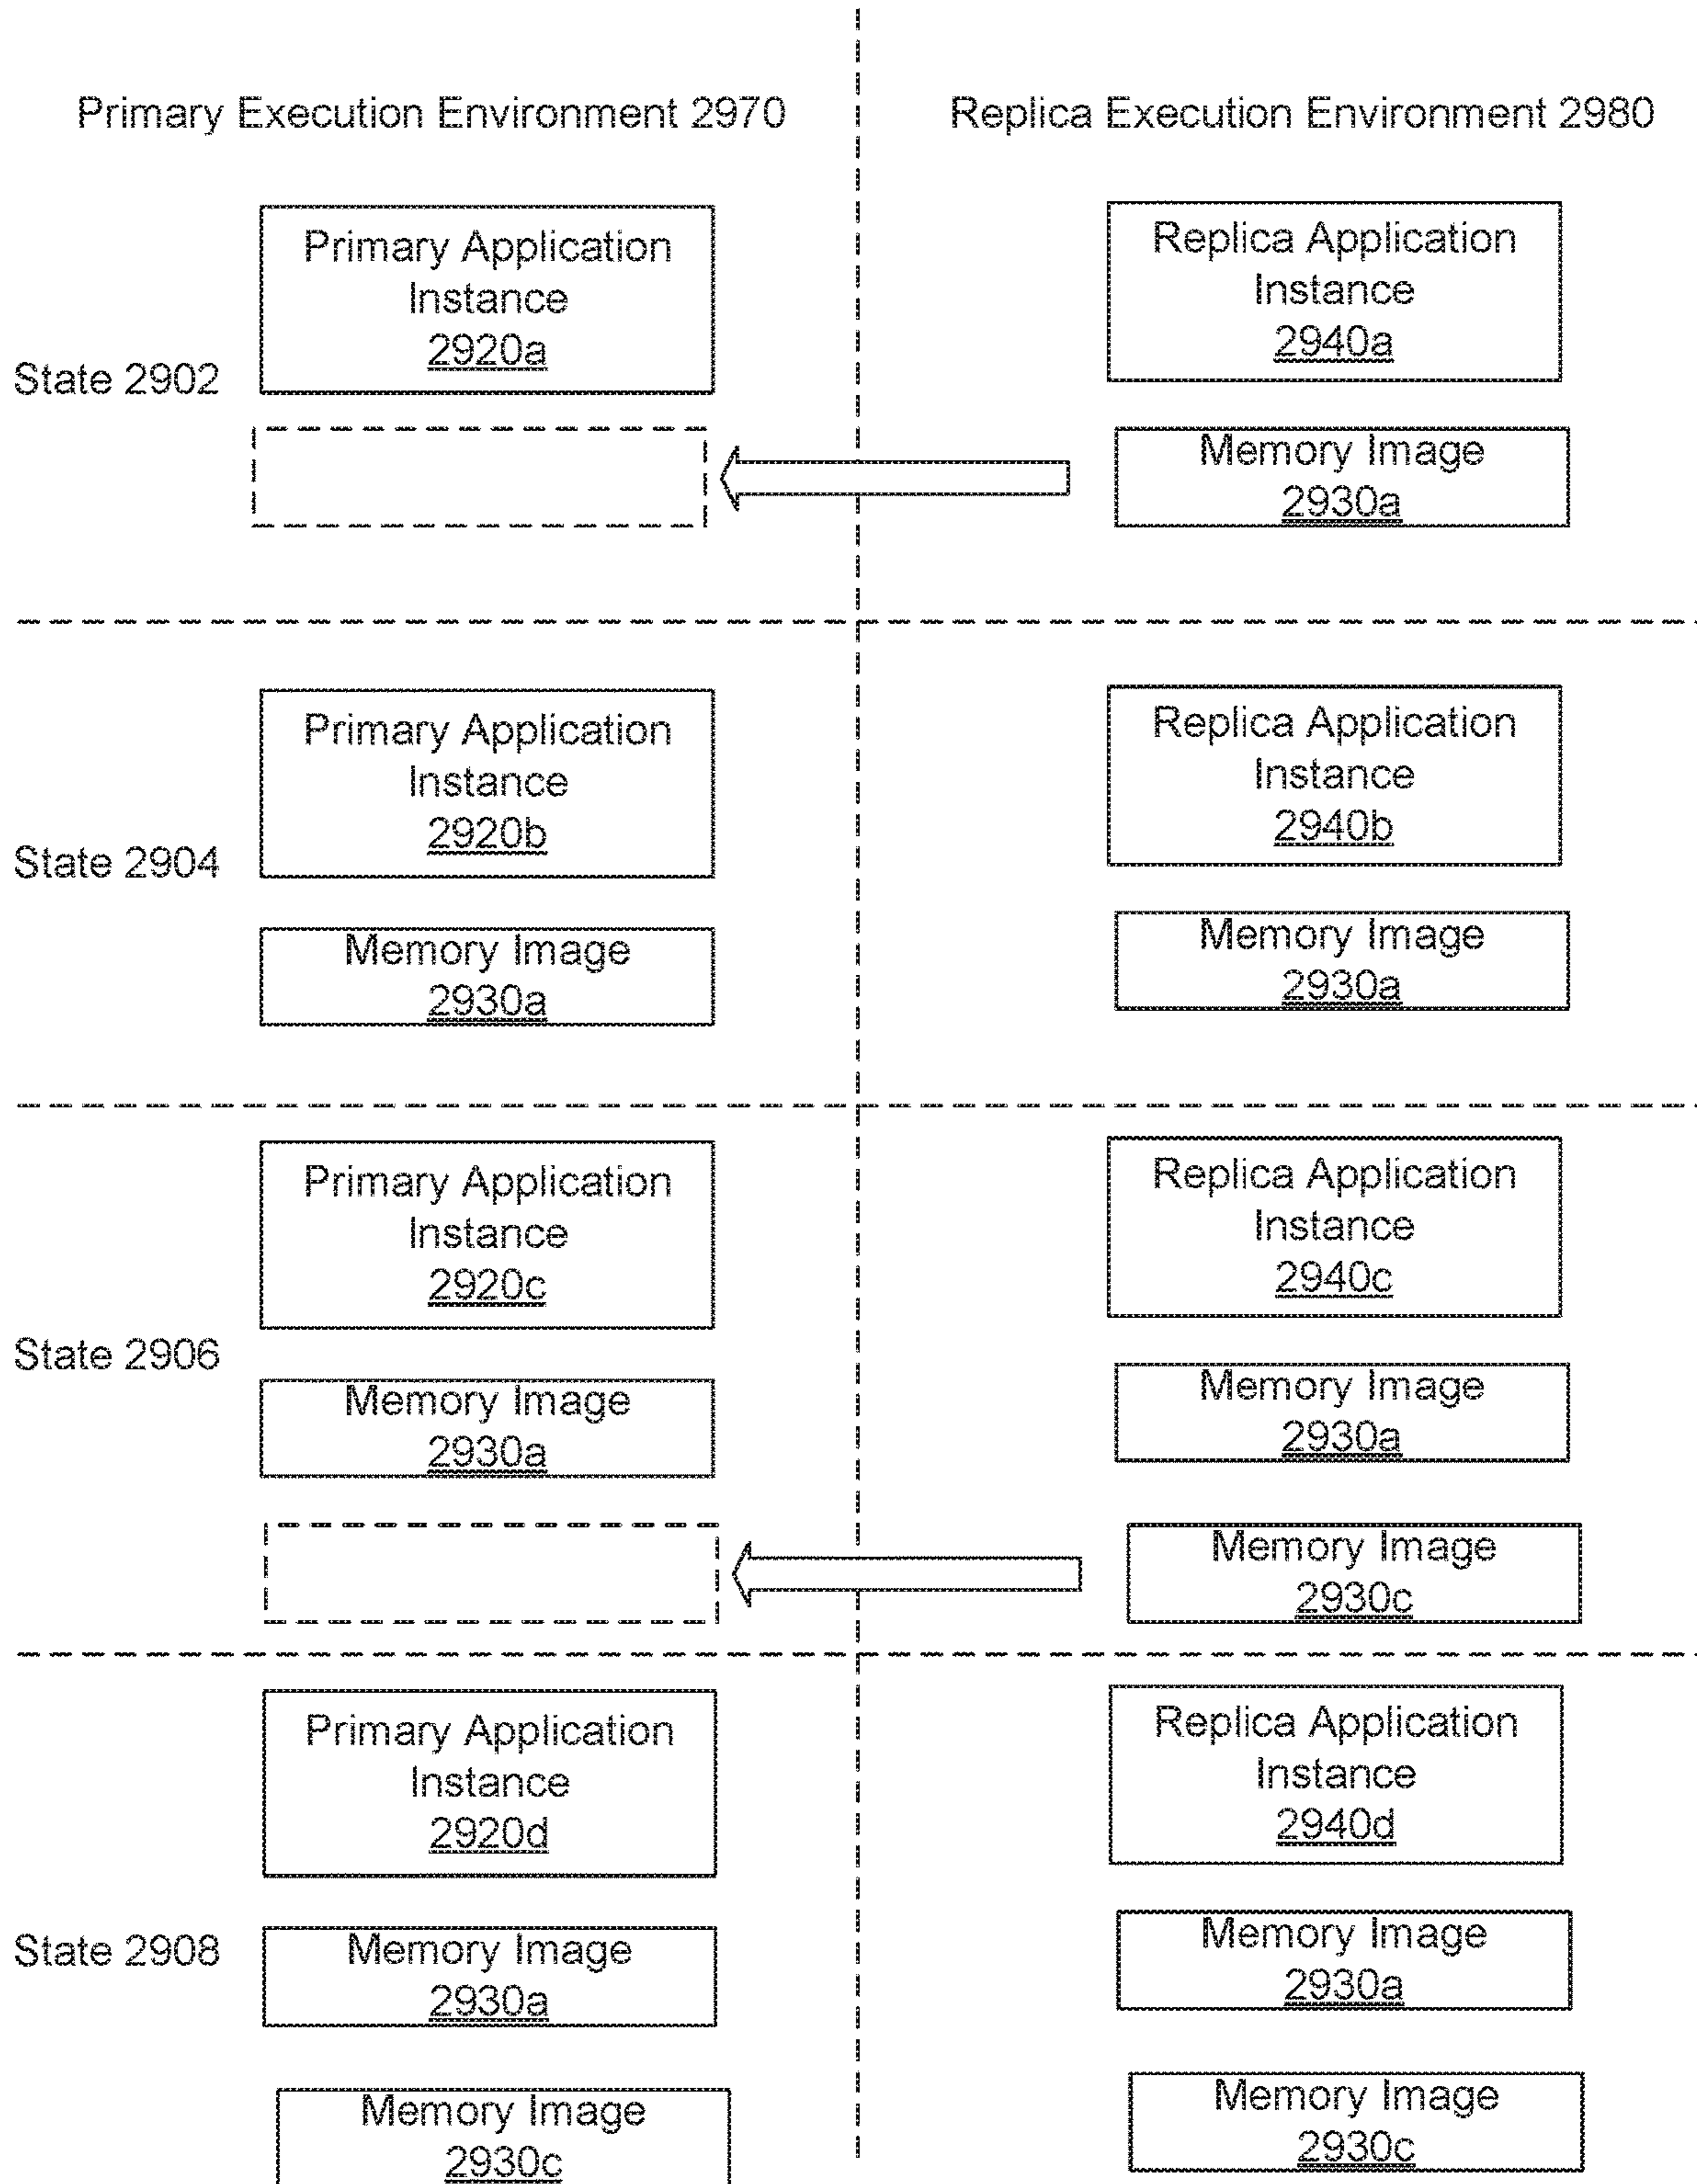 Primary Execution Environment 2970
Replica Execution Environment 2980
State 2902
Primary Application
Instance
2920a
Replica Application
Instance
2940a
Memory Image
2930a
State 2904
Primary Application
Instance
2920b
Memory Image
2930a
Replica Application
Instance
2940b
Memory Image
2930a
State 2906
Primary Application
Instance
2920c
Memory Image
2930a
Replica Application
Instance
2940c
Memory Image
2930a
Memory Image
2930c
State 2908
Primary Application
Instance
2920d
Memory Image
2930a
Memory Image
2930c
Replica Application
Instance
2940d
Memory Image
2930a
Memory Image
2930c